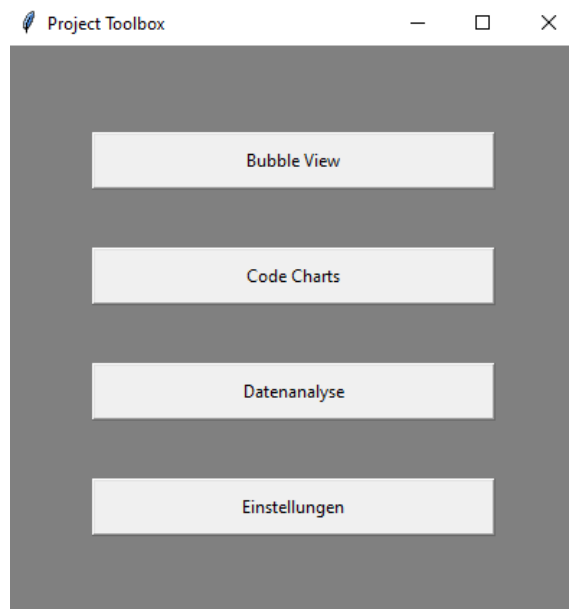 Project Toolbox
Bubble View
Code Charts
Datenanalyse
Einstellungen